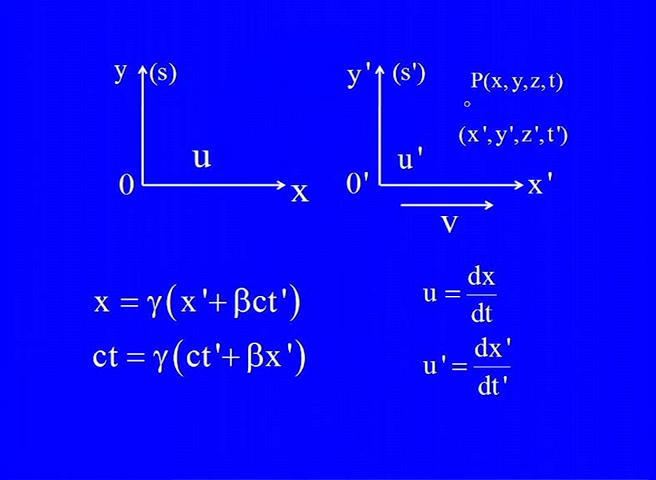 y (s) y' (s') P(x,y,z,t)
(x',y',z',t')
u u'
0 x 0' x'
v
x = γ(x'+βct') u = dx/dt
ct = γ(ct'+βx') u' = dx'/dt'